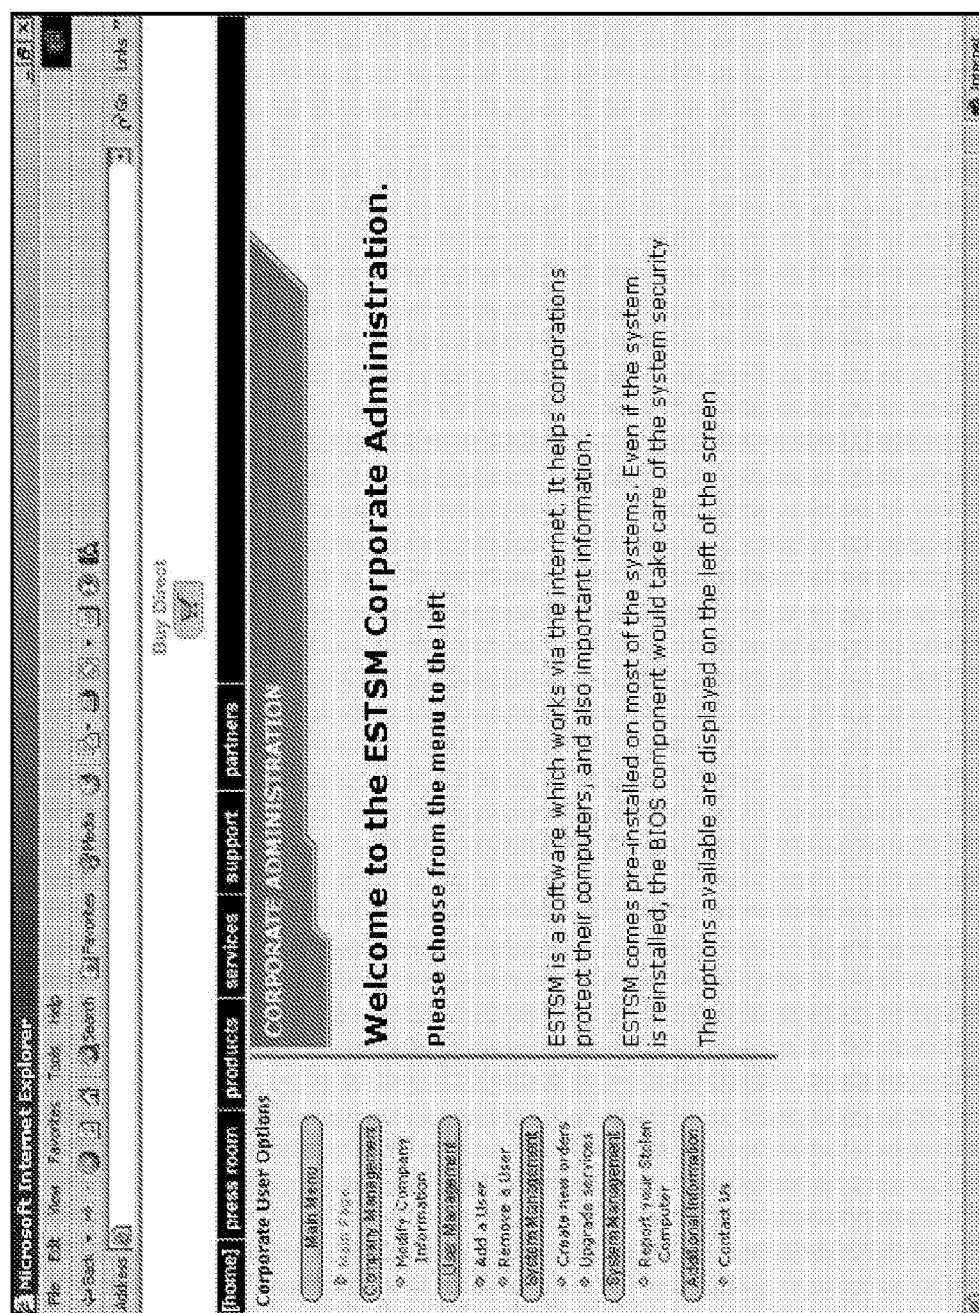 Microsoft Internet Explorer
File Edit View Favorites Tools Help
Back Search Favorites Media
Address Go Links »
Buy Direct
[home] press room products services support partners
Corporate User Options
Main Menu
Main Page
Company Management
Modify Company
Information
User Management
Add a User
Remove a User
System Management
Create new orders
Upgrade services
System Management
Report your Stolen
Computer
Additional Information
Contact Us
CORPORATE ADMINISTRATION
Welcome to the ESTSM Corporate Administration.
Please choose from the menu to the left
ESTSM is a software which works via the internet. It helps corporations
protect their computers, and also important information.
ESTSM comes pre-installed on most of the systems. Even if the system
is reinstalled, the BIOS component would take care of the system security
The options available are displayed on the left of the screen
Internet